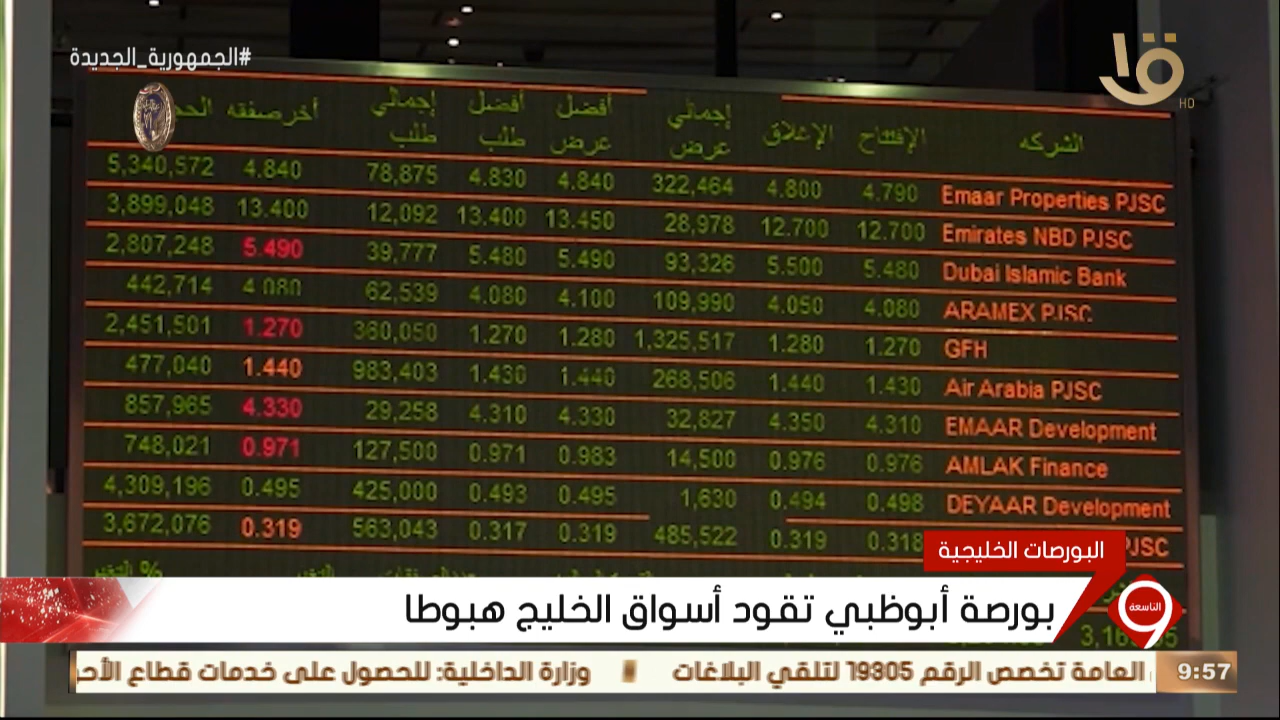 #الجمهورية_الجديدة
HD
الشركه الإفتتاح الإغلاق إجمالي عرض أفضل عرض أفضل طلب إجمالي طلب أخر صفقه
Emaar Properties PJSC 4.790 4.800 322,464 4.840 4.830 78,875 4.840 5,340,572
Emirates NBD PJSC 12.700 12.700 28,978 13.450 13.400 12,092 13.400 3,899,048
Dubai Islamic Bank 5.480 5.500 93,326 5.490 5.480 39,777 5.490 2,807,248
ARAMEX PJSC 4.080 4.050 109,990 4.100 4.080 62,539 4.080 442,714
GFH 1.270 1.280 1,325,517 1.280 1.270 360,050 1.270 2,451,501
Air Arabia PJSC 1.430 1.440 268,506 1.440 1.430 983,403 1.440 477,040
EMAAR Development 4.310 4.350 32,827 4.330 4.310 29,258 4.330 857,965
AMLAK Finance 0.976 0.976 14,500 0.983 0.971 127,500 0.971 748,021
DEYAAR Development 0.498 0.494 1,630 0.495 0.493 425,000 0.495 4,309,196
PJSC 0.318 0.319 485,522 0.319 0.317 563,043 0.319 3,672,076
البورصات الخليجية
التاسعة
بورصة أبوظبي تقود أسواق الخليج هبوطا
9:57
العامة تخصص الرقم 19805 لتلقي البلاغات
وزارة الداخلية: للحصول على خدمات قطاع